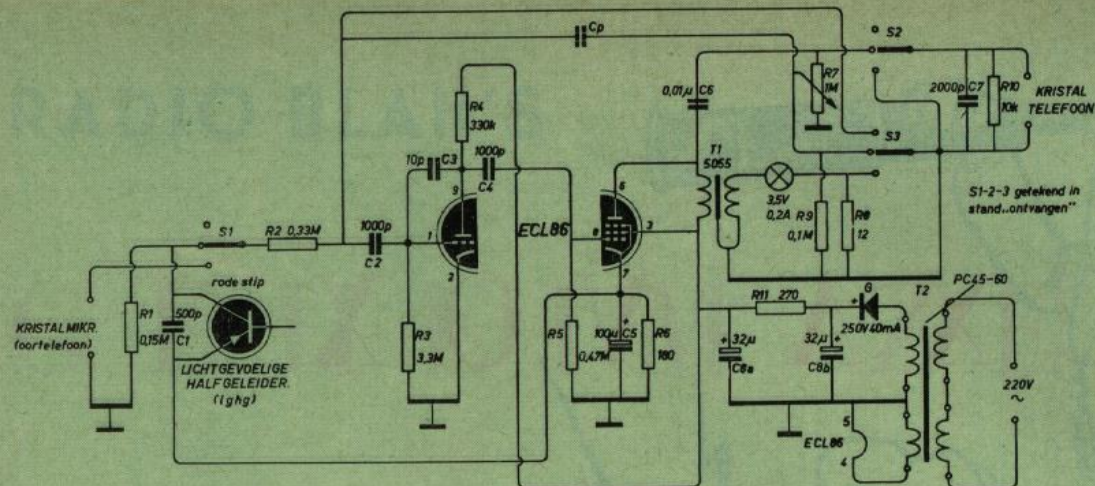 Cp
S2
R4
330k
R7
1M
0,01µ C6
2000p C7
R10
10k
KRISTAL
TELEFOON
10p C3
1000p
C4
S3
T1
5055
9
6
S1
3,5V
0,2A
S1-2-3 getekend in
stand „ontvangen"
R2 0,33M
1000p
C2
1
ECL86
8
3
R9
0,1M
R8
12
2
7
rode stip
R11 270
G
T2
PC45-60
250V40mA
KRISTALMIKR.
(oortelefoon)
R1
0,15M
500p
C1
R3
3,3M
R5
0,47M
100µ C5
R6
180
32µ
C8a
32µ
C8b
220V
~
LICHTGEVOELIGE
HALFGELEIDER.
(lghg)
ECL86
5
4